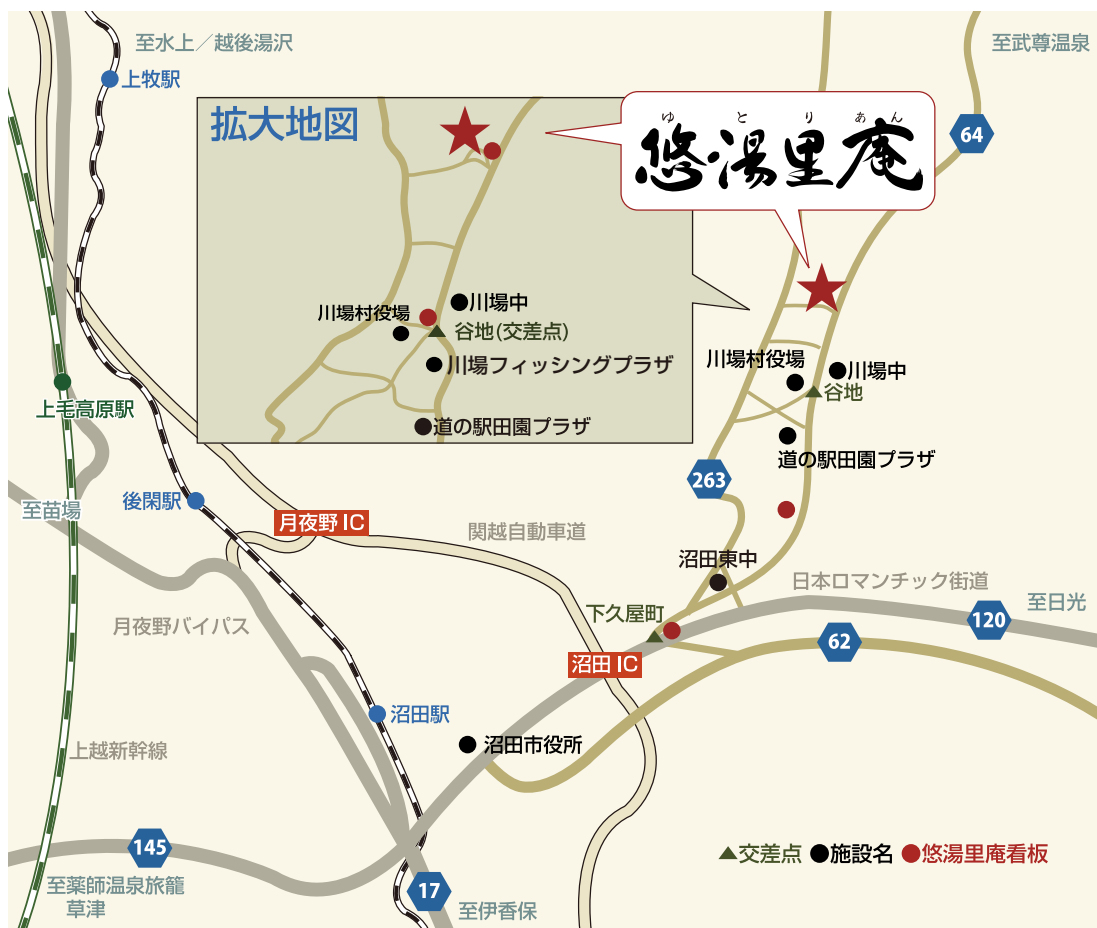 至水上／越後湯沢
上牧駅
至武尊温泉
64
拡大地図
ゆとりあん
悠湯里庵
川場中
川場村役場
谷地(交差点)
川場フィッシングプラザ
道の駅田園プラザ
川場村役場
川場中
谷地
道の駅田園プラザ
263
上毛高原駅
至苗場
後閑駅
月夜野 IC
関越自動車道
沼田東中
日本ロマンチック街道
至日光
下久屋町
120
62
月夜野バイパス
沼田 IC
沼田駅
沼田市役所
上越新幹線
145
至薬師温泉旅籠
草津
17
至伊香保
▲交差点 ●施設名 ●悠湯里庵看板